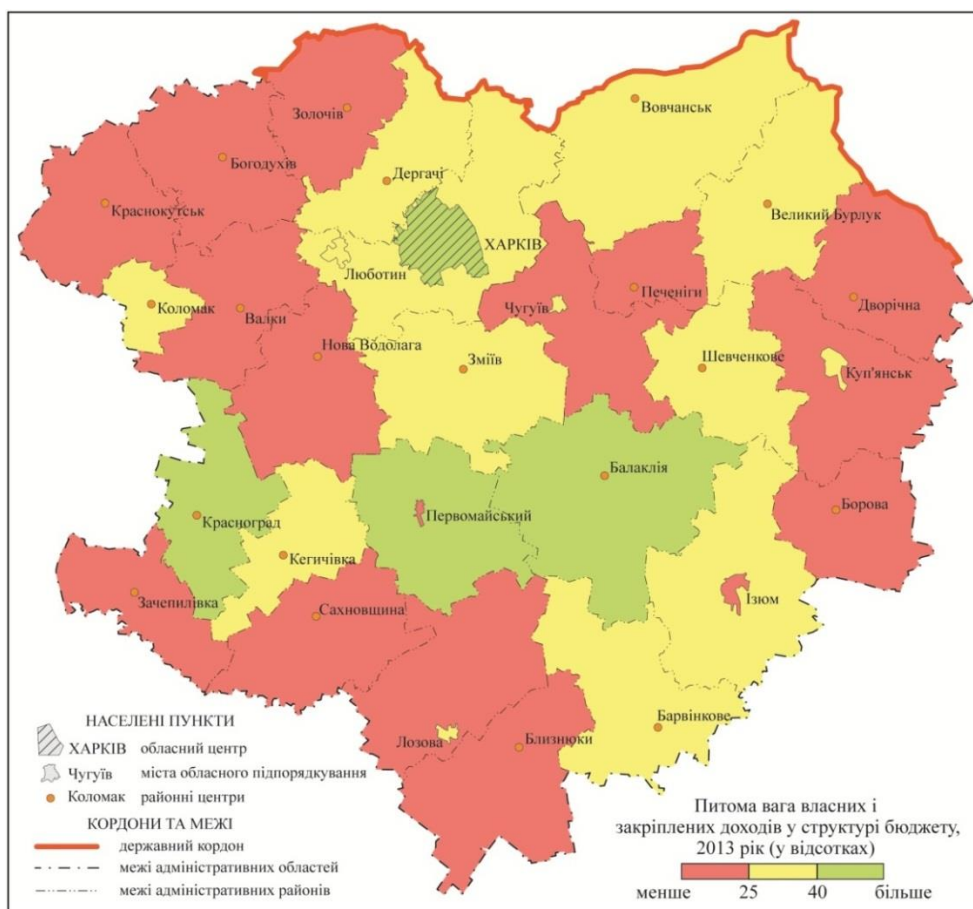 Золочів
Вовчанськ
Богодухів
Дергачі
Краснокутськ
Великий Бурлук
ХАРКІВ
Люботин
Коломак
Валки
Чугуїв
Печеніги
Дворічна
Нова Водолага
Зміїв
Шевченкове
Куп'янськ
Балаклія
Красноград
Первомайський
Борова
Кегичівка
Зачепилівка
Сахновщина
Ізюм
Барвінкове
Лозова
Близнюки
НАСЕЛЕНІ ПУНКТИ
ХАРКІВ обласний центр
Чугуїв міста обласного підпорядкування
Коломак районні центри
КОРДОНИ ТА МЕЖІ
державний кордон
межі адміністративних областей
межі адміністративних районів
Питома вага власних і
закріплених доходів у структурі бюджету,
2013 рік (у відсотках)
менше 25 40 більше